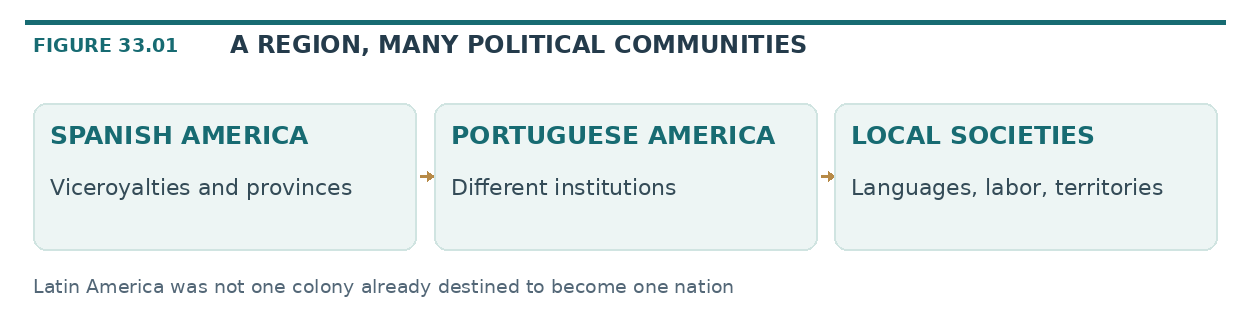 FIGURE 33.01 A REGION, MANY POLITICAL COMMUNITIES
SPANISH AMERICA
Viceroyalties and provinces
PORTUGUESE AMERICA
Different institutions
LOCAL SOCIETIES
Languages, labor, territories
Latin America was not one colony already destined to become one nation